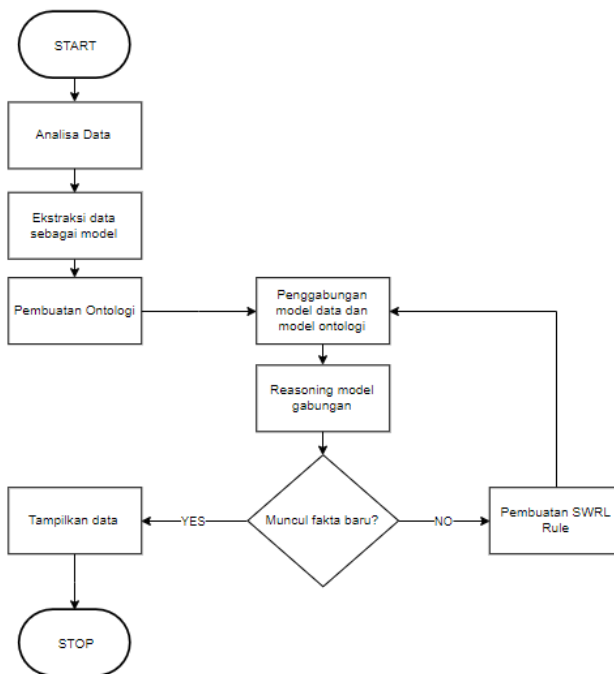 START
Analisa Data
Ekstraksi data
sebagai model
Pembuatan Ontologi
Penggabungan
model data dan
model ontologi
Reasoning model
gabungan
Muncul fakta baru?
YES
Tampilkan data
NO
Pembuatan SWRL
Rule
STOP